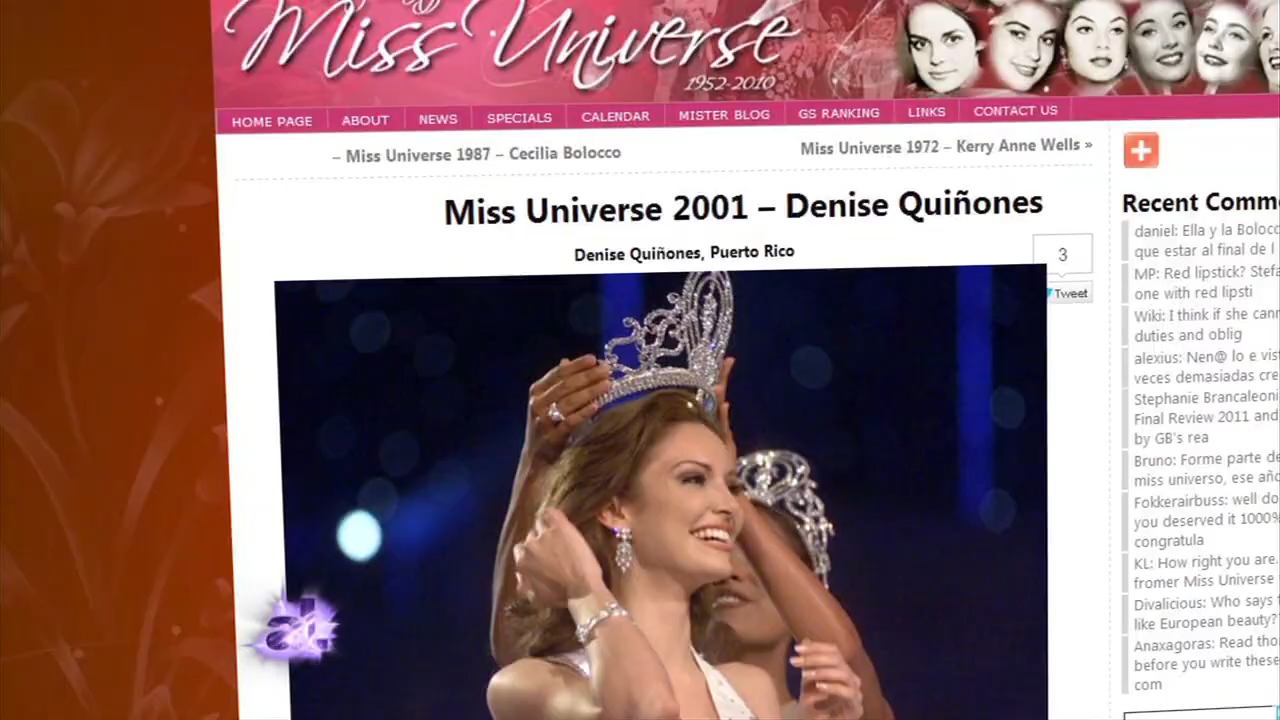 Miss Universe
1952-2010
HOME PAGE
ABOUT
NEWS
SPECIALS
CALENDAR
MISTER BLOG
GS RANKING
LINKS
CONTACT US
– Miss Universe 1987 – Cecilia Bolocco
Miss Universe 1972 – Kerry Anne Wells »
Miss Universe 2001 – Denise Quiñones
Denise Quiñones, Puerto Rico
3
Tweet
Recent Comme
daniel: Ella y la Boloco
que estar al final de l
MP: Red lipstick? Stefa
one with red lipsti
Wiki: I think if she cann
duties and oblig
alexius: Nen@ lo e vis
veces demasiadas cre
Stephanie Brancaleoni
Final Review 2011 and
by GB's rea
Bruno: Forme parte de
miss universo, ese año
Fokkerairbuss: well do
you deserved it 1000%
congratula
KL: How right you are.
fromer Miss Universe
Divalicious: Who says
like European beauty?
Anaxagoras: Read tho
before you write these
com